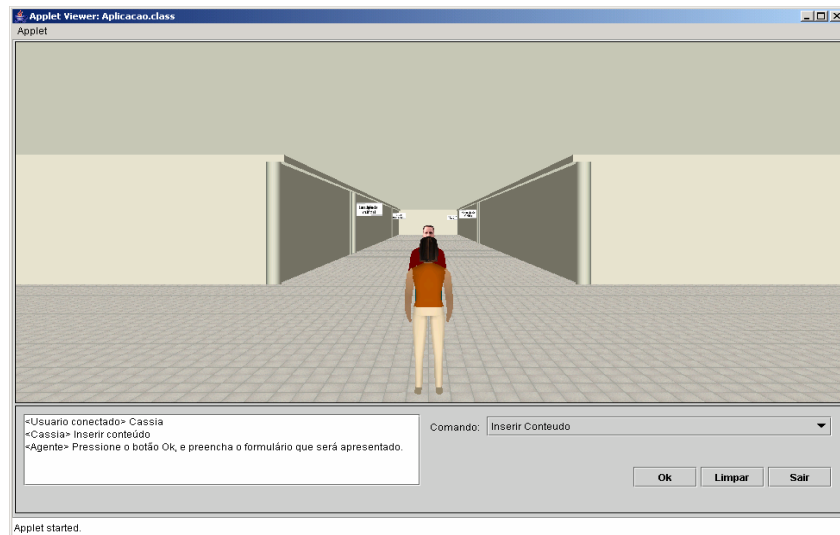 Applet Viewer: Aplicacao.class
Applet
<Usuario conectado> Cassia
<Cassia> Inserir conteúdo
<Agente> Pressione o botão Ok, e preencha o formulário que será apresentado.
Comando: Inserir Conteudo
Ok Limpar Sair
Applet started.